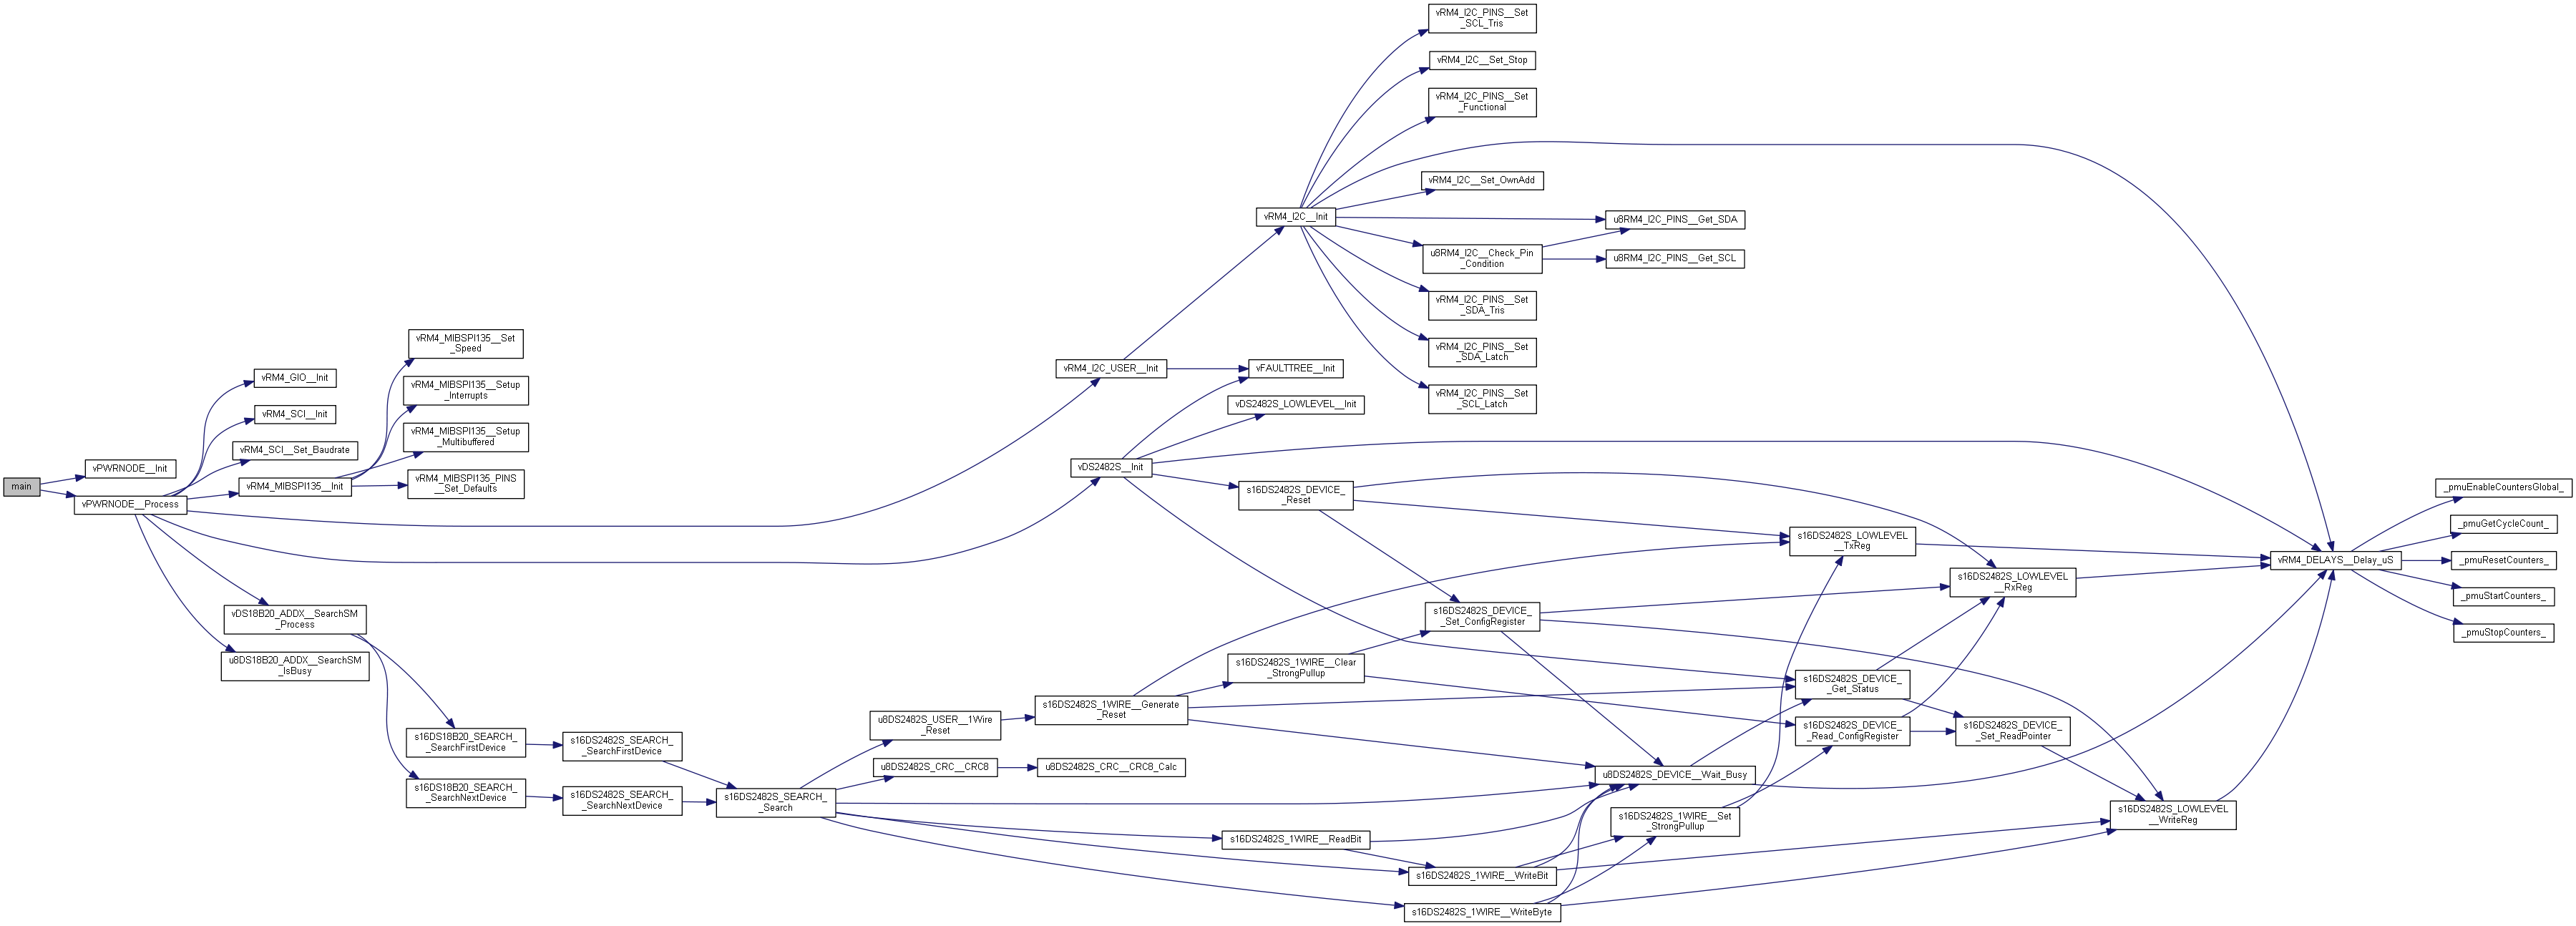 main
vPWRNODE__Init
vPWRNODE__Process
vRM4_GIO__Init
vRM4_SCI__Init
vRM4_SCI__Set_Baudrate
vRM4_MIBSPI135__Init
vDS18B20_ADDX__SearchSM
_Process
u8DS18B20_ADDX__SearchSM
_IsBusy
vRM4_MIBSPI135__Set
_Speed
vRM4_MIBSPI135__Setup
_Interrupts
vRM4_MIBSPI135__Setup
_Multibuffered
vRM4_MIBSPI135_PINS
__Set_Defaults
s16DS18B20_SEARCH_
_SearchFirstDevice
s16DS18B20_SEARCH_
_SearchNextDevice
s16DS2482S_SEARCH_
_SearchFirstDevice
s16DS2482S_SEARCH_
_SearchNextDevice
s16DS2482S_SEARCH_
_Search
u8DS2482S_USER__1Wire
_Reset
u8DS2482S_CRC__CRC8
vRM4_I2C_USER__Init
vDS2482S__Init
s16DS2482S_1WIRE__Generate
_Reset
u8DS2482S_CRC__CRC8_Calc
vRM4_I2C__Init
vFAULTTREE__Init
vDS2482S_LOWLEVEL__Init
s16DS2482S_DEVICE_
_Reset
s16DS2482S_1WIRE__Clear
_StrongPullup
s16DS2482S_1WIRE__ReadBit
vRM4_I2C_PINS__Set
_SCL_Tris
vRM4_I2C__Set_Stop
vRM4_I2C_PINS__Set
_Functional
vRM4_I2C__Set_OwnAdd
u8RM4_I2C__Check_Pin
_Condition
vRM4_I2C_PINS__Set
_SDA_Tris
vRM4_I2C_PINS__Set
_SDA_Latch
vRM4_I2C_PINS__Set
_SCL_Latch
s16DS2482S_DEVICE_
_Set_ConfigRegister
s16DS2482S_1WIRE__WriteBit
s16DS2482S_1WIRE__WriteByte
u8RM4_I2C_PINS__Get_SDA
u8RM4_I2C_PINS__Get_SCL
u8DS2482S_DEVICE__Wait_Busy
s16DS2482S_1WIRE__Set
_StrongPullup
s16DS2482S_LOWLEVEL
__TxReg
s16DS2482S_DEVICE_
_Get_Status
s16DS2482S_DEVICE_
_Read_ConfigRegister
s16DS2482S_LOWLEVEL
__RxReg
s16DS2482S_DEVICE_
_Set_ReadPointer
s16DS2482S_LOWLEVEL
__WriteReg
vRM4_DELAYS__Delay_uS
_pmuEnableCountersGlobal_
_pmuGetCycleCount_
_pmuResetCounters_
_pmuStartCounters_
_pmuStopCounters_